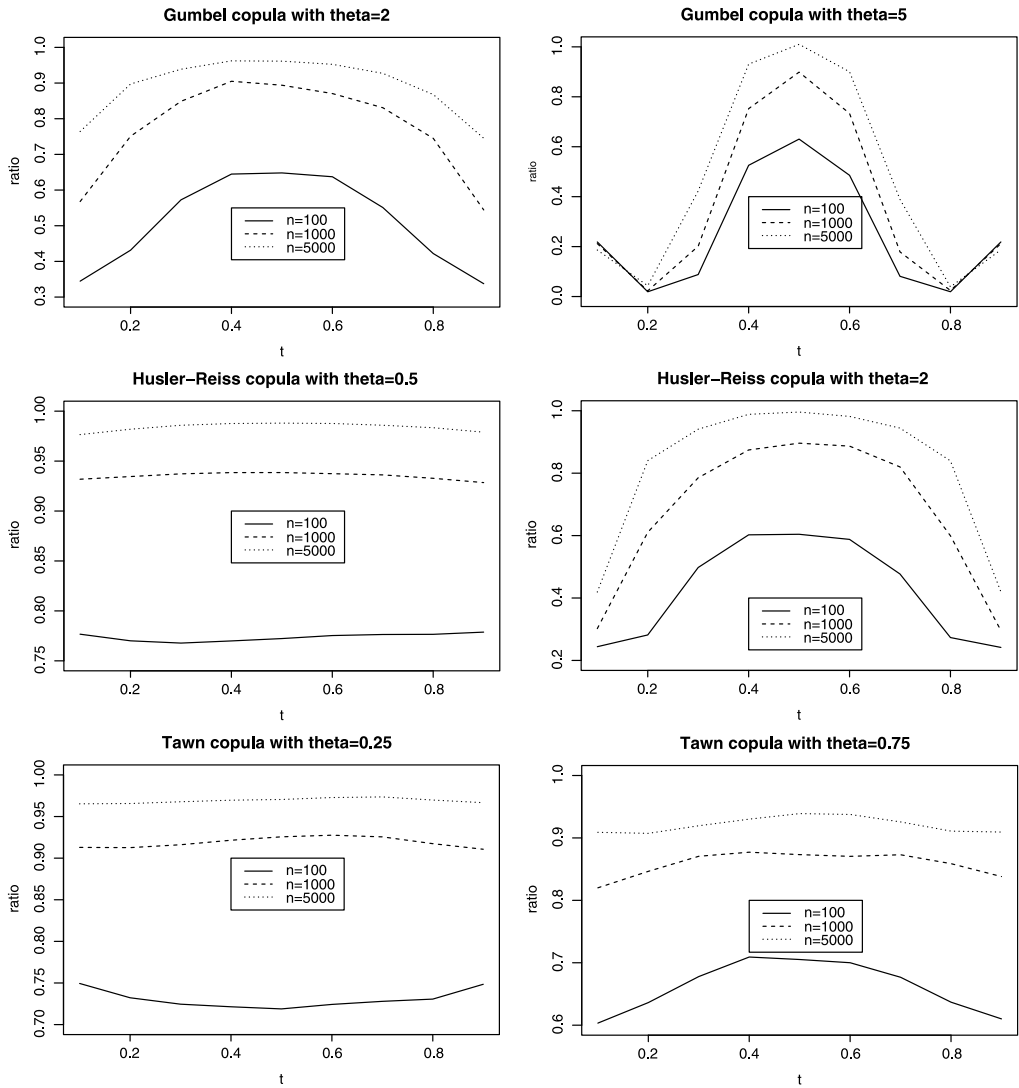 Gumbel copula with theta=2
ratio
1.0
0.9
0.8
0.7
0.6
0.5
0.4
0.3
n=100
n=1000
n=5000
0.2
0.4
0.6
0.8
t
Gumbel copula with theta=5
ratio
1.0
0.8
0.6
0.4
0.2
0.0
n=100
n=1000
n=5000
0.2
0.4
0.6
0.8
t
Husler−Reiss copula with theta=0.5
ratio
1.00
0.95
0.90
0.85
0.80
0.75
n=100
n=1000
n=5000
0.2
0.4
0.6
0.8
t
Husler−Reiss copula with theta=2
ratio
1.0
0.8
0.6
0.4
0.2
n=100
n=1000
n=5000
0.2
0.4
0.6
0.8
t
Tawn copula with theta=0.25
ratio
1.00
0.95
0.90
0.85
0.80
0.75
0.70
n=100
n=1000
n=5000
0.2
0.4
0.6
0.8
t
Tawn copula with theta=0.75
ratio
1.0
0.9
0.8
0.7
0.6
n=100
n=1000
n=5000
0.2
0.4
0.6
0.8
t